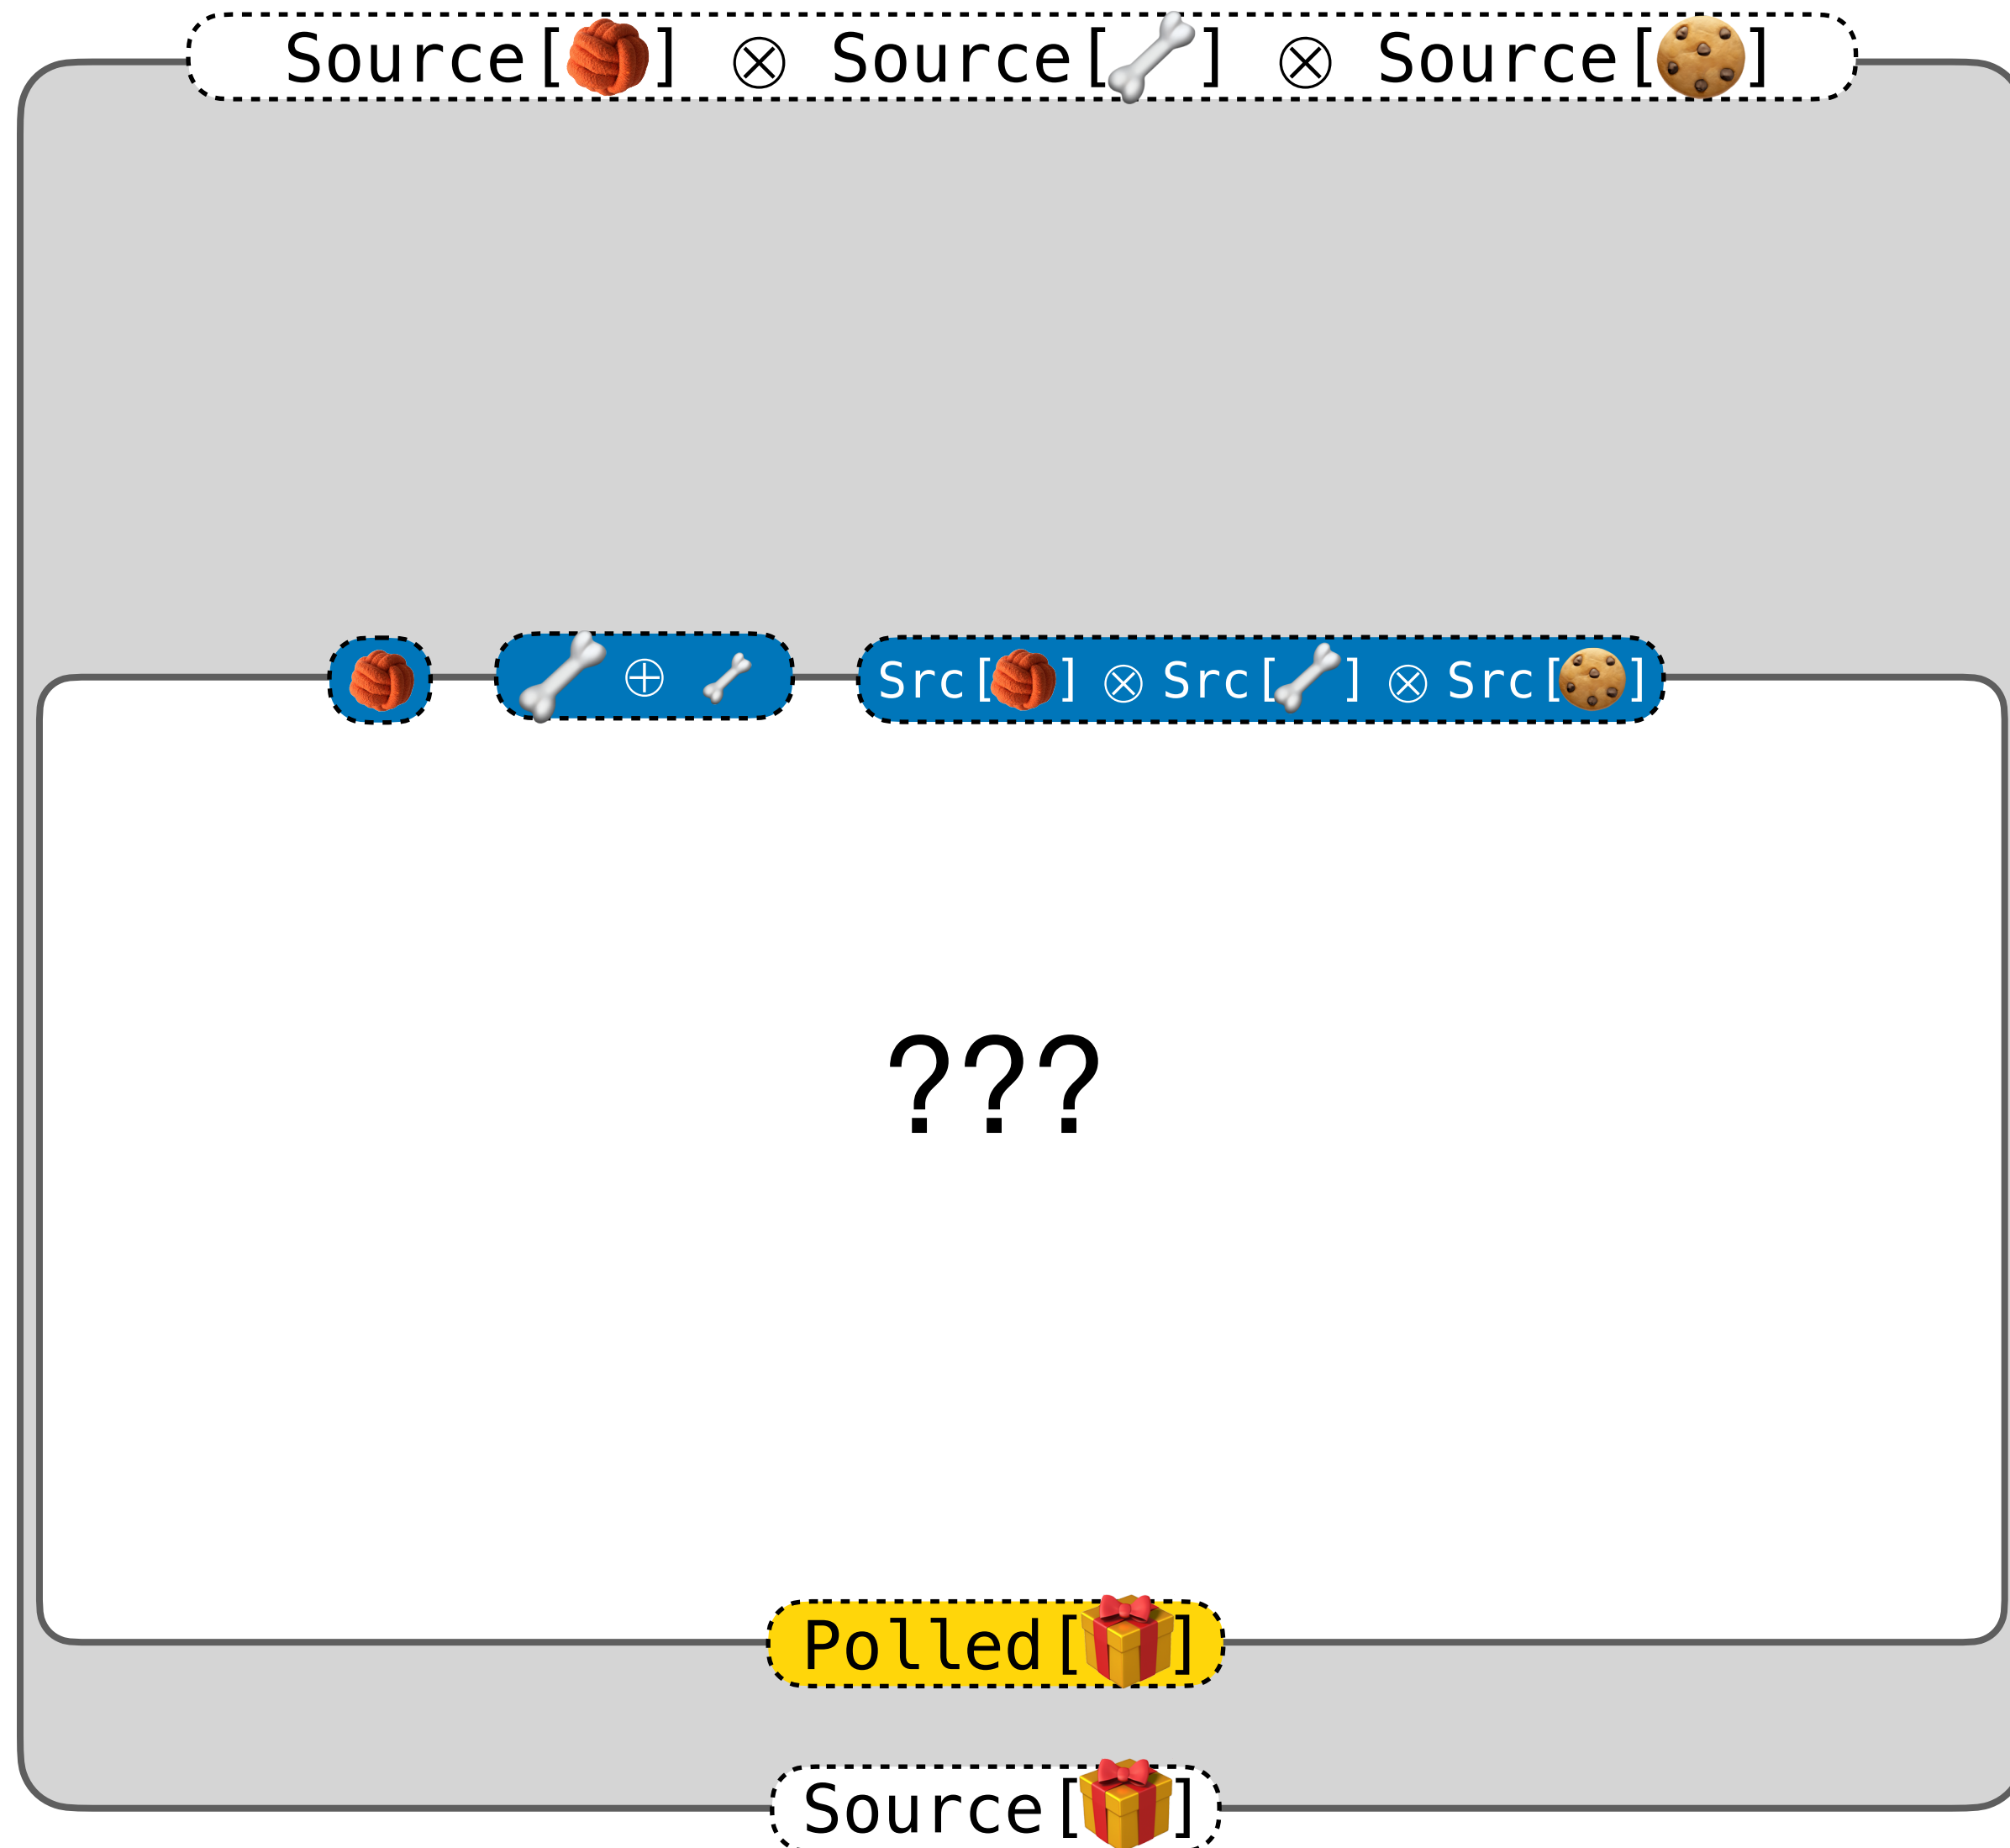 Source[🧶] ⊗ Source[🦴] ⊗ Source[🍪]
🧶 🦴 ⊕ 🦴 Src[🧶] ⊗ Src[🦴] ⊗ Src[🍪]
???
Polled[🎁]
Source[🎁]